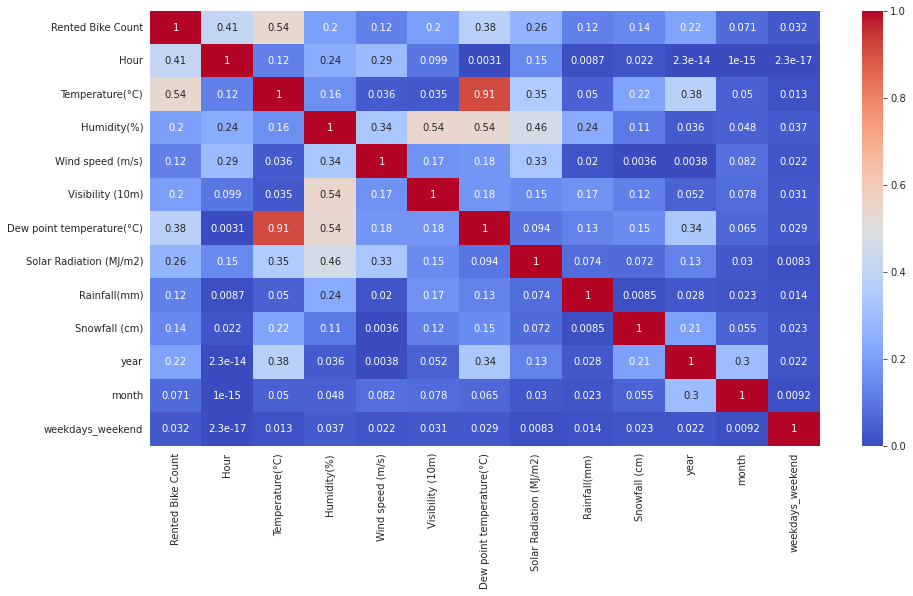 Rented Bike Count 1 0.41 0.54 0.2 0.12 0.2 0.38 0.26 0.12 0.14 0.22 0.071 0.032
Hour 0.41 1 0.12 0.24 0.29 0.099 0.0031 0.15 0.0087 0.022 2.3e-14 1e-15 2.3e-17
Temperature(°C) 0.54 0.12 1 0.16 0.036 0.035 0.91 0.35 0.05 0.22 0.38 0.05 0.013
Humidity(%) 0.2 0.24 0.16 1 0.34 0.54 0.54 0.46 0.24 0.11 0.036 0.048 0.037
Wind speed (m/s) 0.12 0.29 0.036 0.34 1 0.17 0.18 0.33 0.02 0.0036 0.0038 0.082 0.022
Visibility (10m) 0.2 0.099 0.035 0.54 0.17 1 0.18 0.15 0.17 0.12 0.052 0.078 0.031
Dew point temperature(°C) 0.38 0.0031 0.91 0.54 0.18 0.18 1 0.094 0.13 0.15 0.34 0.065 0.029
Solar Radiation (MJ/m2) 0.26 0.15 0.35 0.46 0.33 0.15 0.094 1 0.074 0.072 0.13 0.03 0.0083
Rainfall(mm) 0.12 0.0087 0.05 0.24 0.02 0.17 0.13 0.074 1 0.0085 0.028 0.023 0.014
Snowfall (cm) 0.14 0.022 0.22 0.11 0.0036 0.12 0.15 0.072 0.0085 1 0.21 0.055 0.023
year 0.22 2.3e-14 0.38 0.036 0.0038 0.052 0.34 0.13 0.028 0.21 1 0.3 0.022
month 0.071 1e-15 0.05 0.048 0.082 0.078 0.065 0.03 0.023 0.055 0.3 1 0.0092
weekdays_weekend 0.032 2.3e-17 0.013 0.037 0.022 0.031 0.029 0.0083 0.014 0.023 0.022 0.0092 1
Rented Bike Count
Hour
Temperature(°C)
Humidity(%)
Wind speed (m/s)
Visibility (10m)
Dew point temperature(°C)
Solar Radiation (MJ/m2)
Rainfall(mm)
Snowfall (cm)
year
month
weekdays_weekend
1.0
0.8
0.6
0.4
0.2
0.0